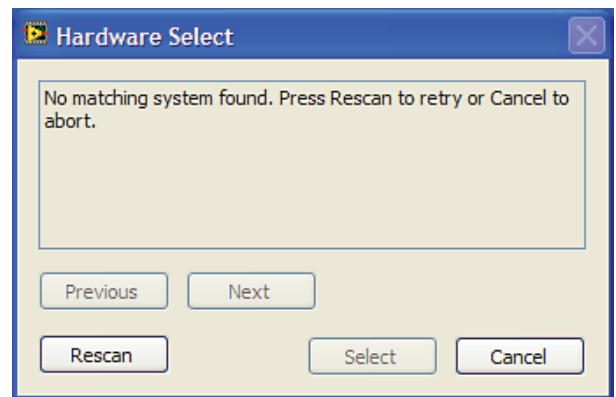 Hardware Select
No matching system found. Press Rescan to retry or Cancel to
abort.
Previous Next
Rescan Select Cancel